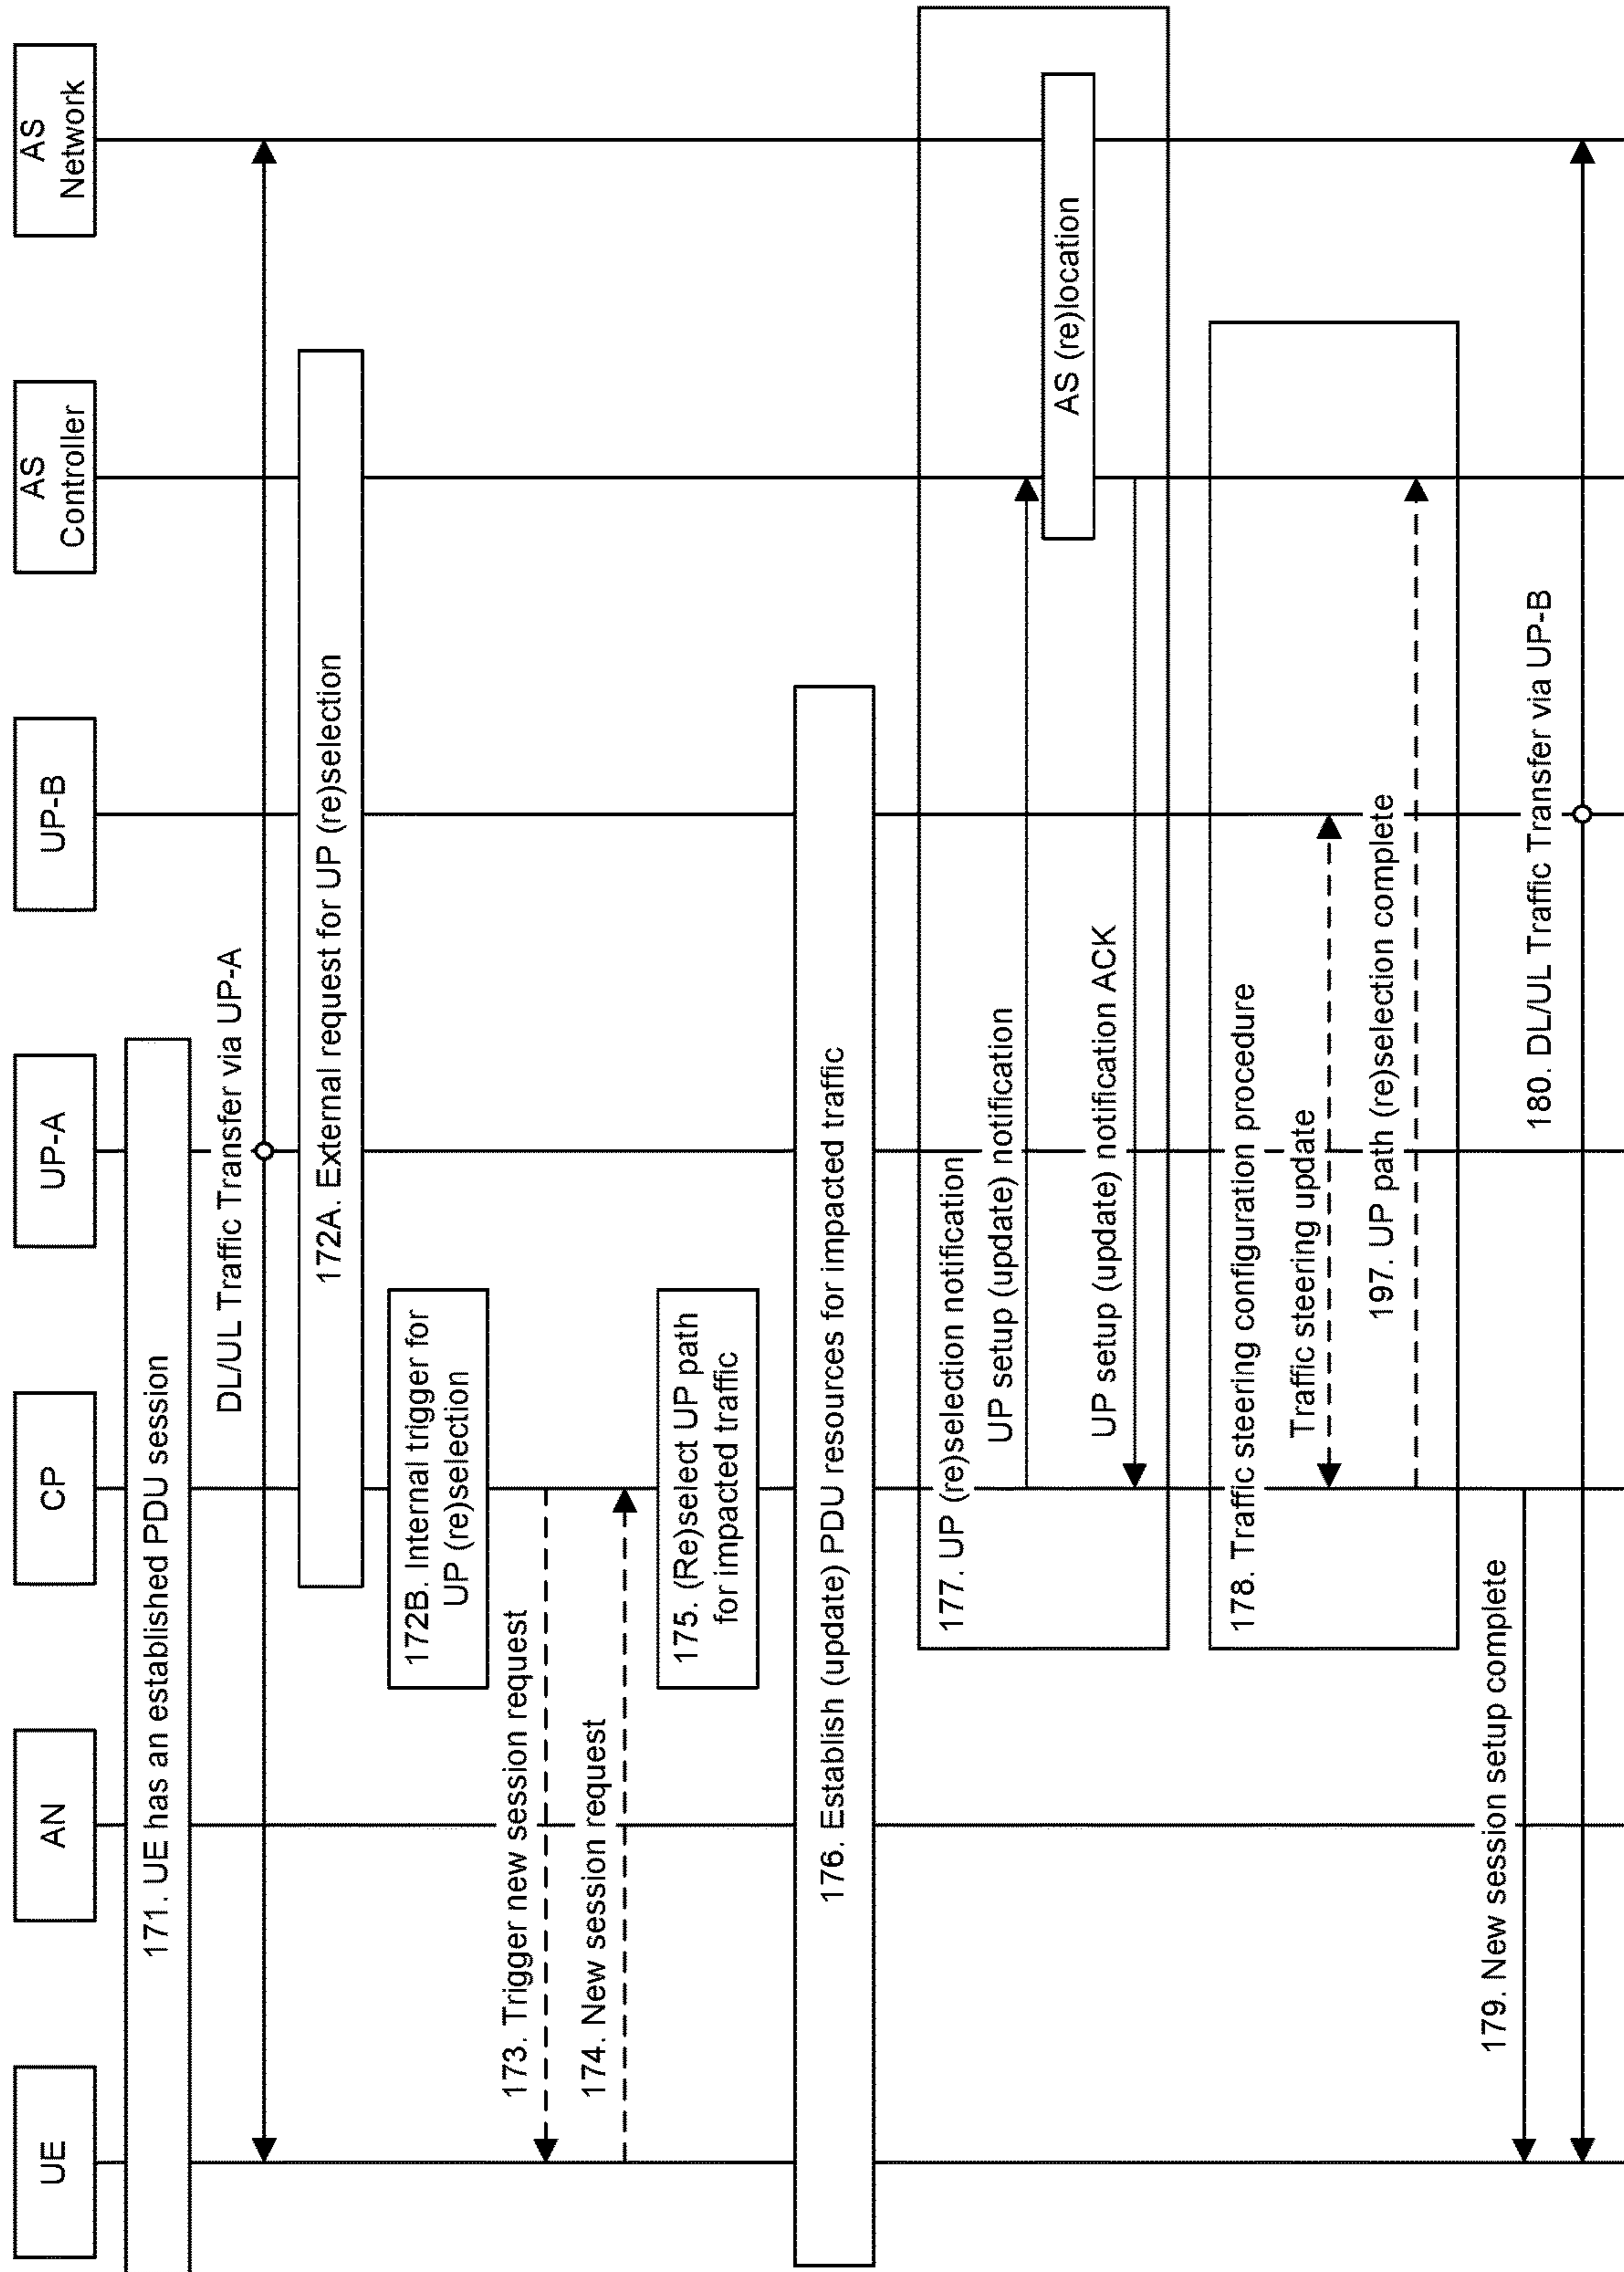 UE
AN
CP
UP-A
UP-B
AS
Controller
AS
Network
171. UE has an established PDU session
DL/UL Traffic Transfer via UP-A
172A. External request for UP (re)selection
172B. Internal trigger for
UP (re)selection
173. Trigger new session request
174. New session request
175. (Re)select UP path
for impacted traffic
176. Establish (update) PDU resources for impacted traffic
177. UP (re)selection notification
UP setup (update) notification
AS (re)location
UP setup (update) notification ACK
178. Traffic steering configuration procedure
Traffic steering update
197. UP path (re)selection complete
179. New session setup complete
180. DL/UL Traffic Transfer via UP-B